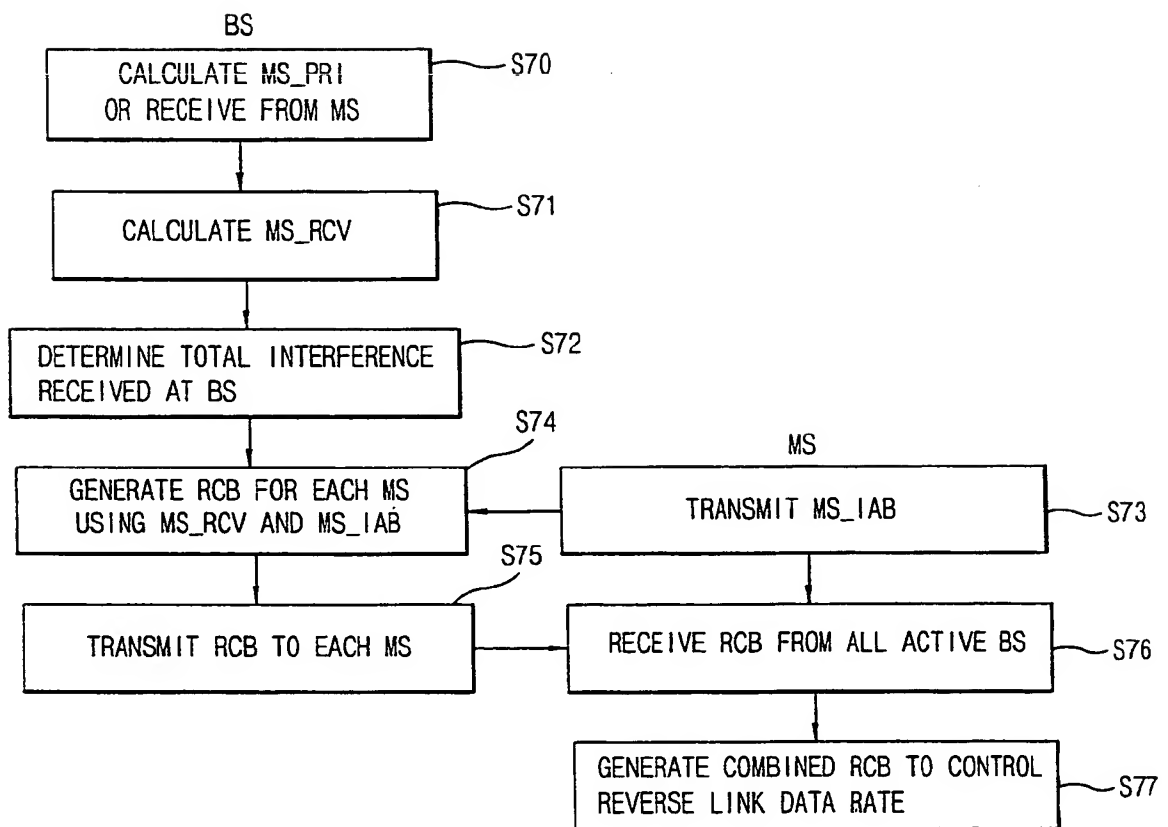 BS
CALCULATE MS_PRI
OR RECEIVE FROM MS
S70
CALCULATE MS_RCV
S71
DETERMINE TOTAL INTERFERENCE
RECEIVED AT BS
S72
GENERATE RCB FOR EACH MS
USING MS_RCV AND MS_IAB
S74
MS
TRANSMIT MS_IAB
S73
TRANSMIT RCB TO EACH MS
S75
RECEIVE RCB FROM ALL ACTIVE BS
S76
GENERATE COMBINED RCB TO CONTROL
REVERSE LINK DATA RATE
S77